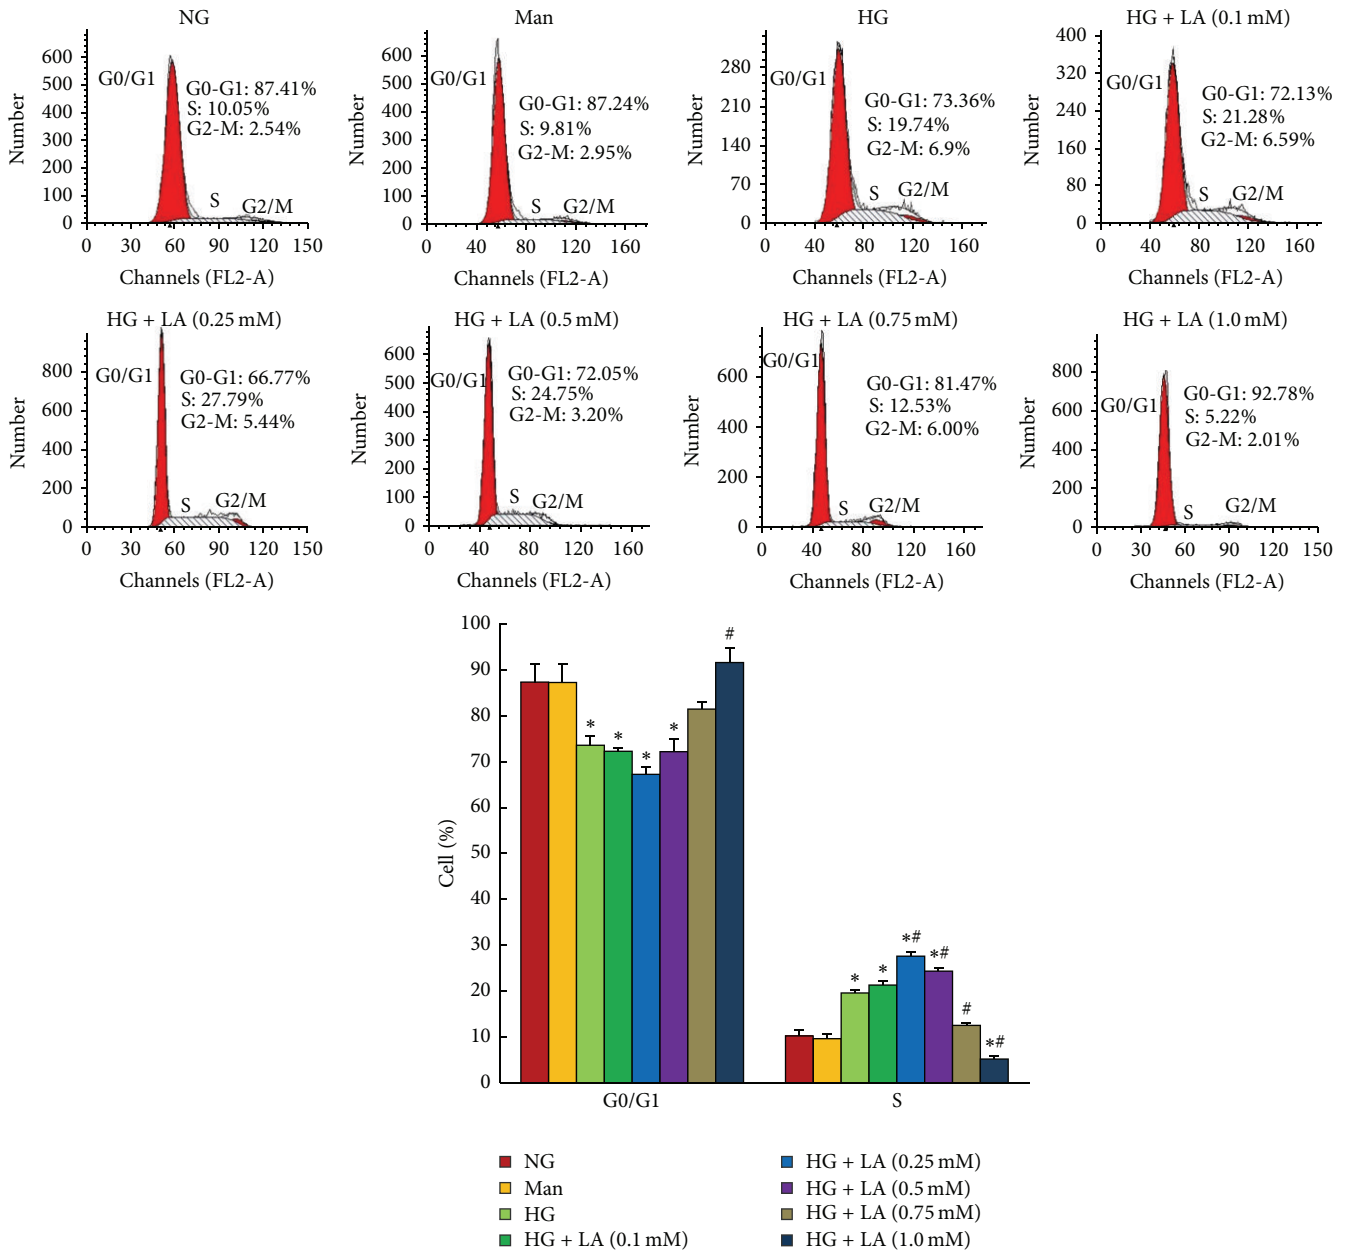 NG
600
500
400
300
200
100
0
Number
G0/G1
G0-G1: 87.41%
S: 10.05%
G2-M: 2.54%
S
G2/M
0 30 60 90 120 150
Channels (FL2-A)
Man
600
500
400
300
200
100
0
Number
G0/G1
G0-G1: 87.24%
S: 9.81%
G2-M: 2.95%
S
G2/M
0 40 80 120 160
Channels (FL2-A)
HG
280
210
140
70
0
Number
G0/G1
G0-G1: 73.36%
S: 19.74%
G2-M: 6.9%
S
G2/M
0 40 80 120 160
Channels (FL2-A)
HG + LA (0.1 mM)
400
320
240
160
80
0
Number
G0/G1
G0-G1: 72.13%
S: 21.28%
G2-M: 6.59%
S
G2/M
0 40 80 120 160
Channels (FL2-A)
HG + LA (0.25 mM)
800
600
400
200
0
Number
G0/G1
G0-G1: 66.77%
S: 27.79%
G2-M: 5.44%
S
G2/M
0 30 60 90 120 150
Channels (FL2-A)
HG + LA (0.5 mM)
600
500
400
300
200
100
0
Number
G0/G1
G0-G1: 72.05%
S: 24.75%
G2-M: 3.20%
S
G2/M
0 40 80 120 160
Channels (FL2-A)
HG + LA (0.75 mM)
600
400
200
0
Number
G0/G1
G0-G1: 81.47%
S: 12.53%
G2-M: 6.00%
S
G2/M
0 40 80 120 160
Channels (FL2-A)
HG + LA (1.0 mM)
800
600
400
200
0
Number
G0/G1
G0-G1: 92.78%
S: 5.22%
G2-M: 2.01%
S
G2/M
0 30 60 90 120 150
Channels (FL2-A)
100
90
80
70
60
50
40
30
20
10
0
Cell (%)
* * * * #
* * *# *# # *#
G0/G1
S
NG
Man
HG
HG + LA (0.1 mM)
HG + LA (0.25 mM)
HG + LA (0.5 mM)
HG + LA (0.75 mM)
HG + LA (1.0 mM)